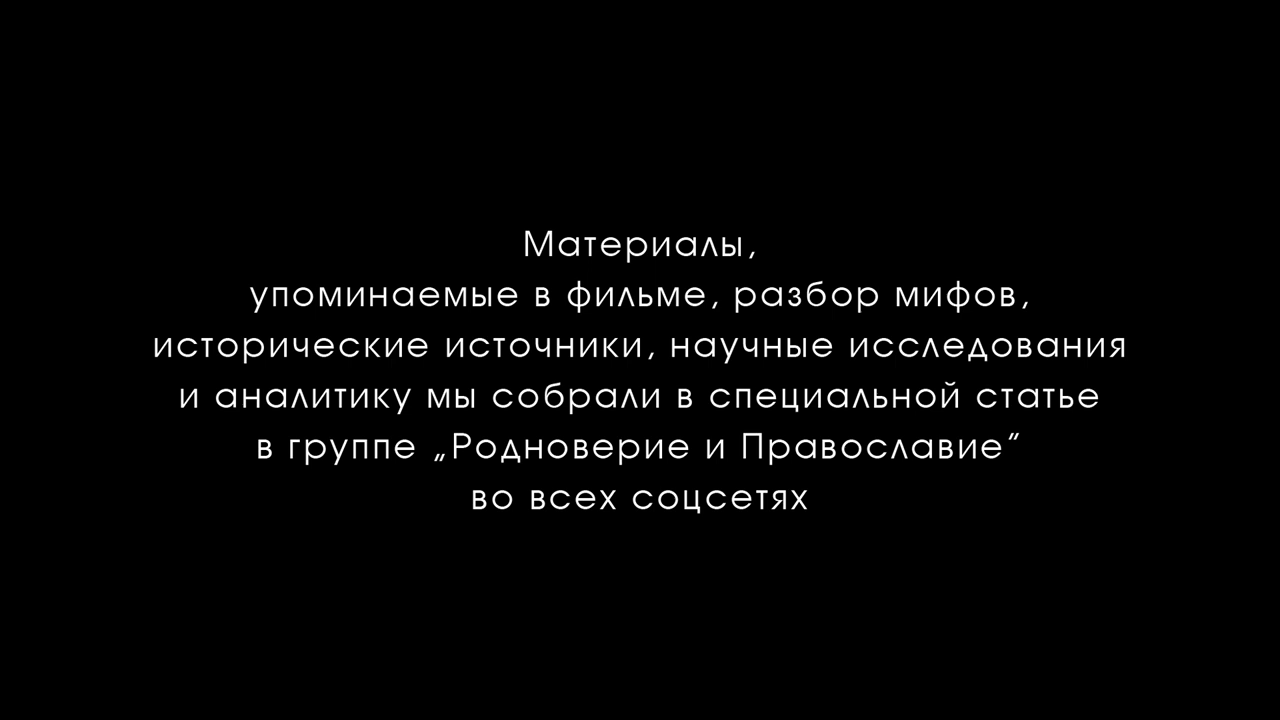 Материалы,
упоминаемые в фильме, разбор мифов,
исторические источники, научные исследования
и аналитику мы собрали в специальной статье
в группе „Родноверие и Православие“
во всех соцсетях